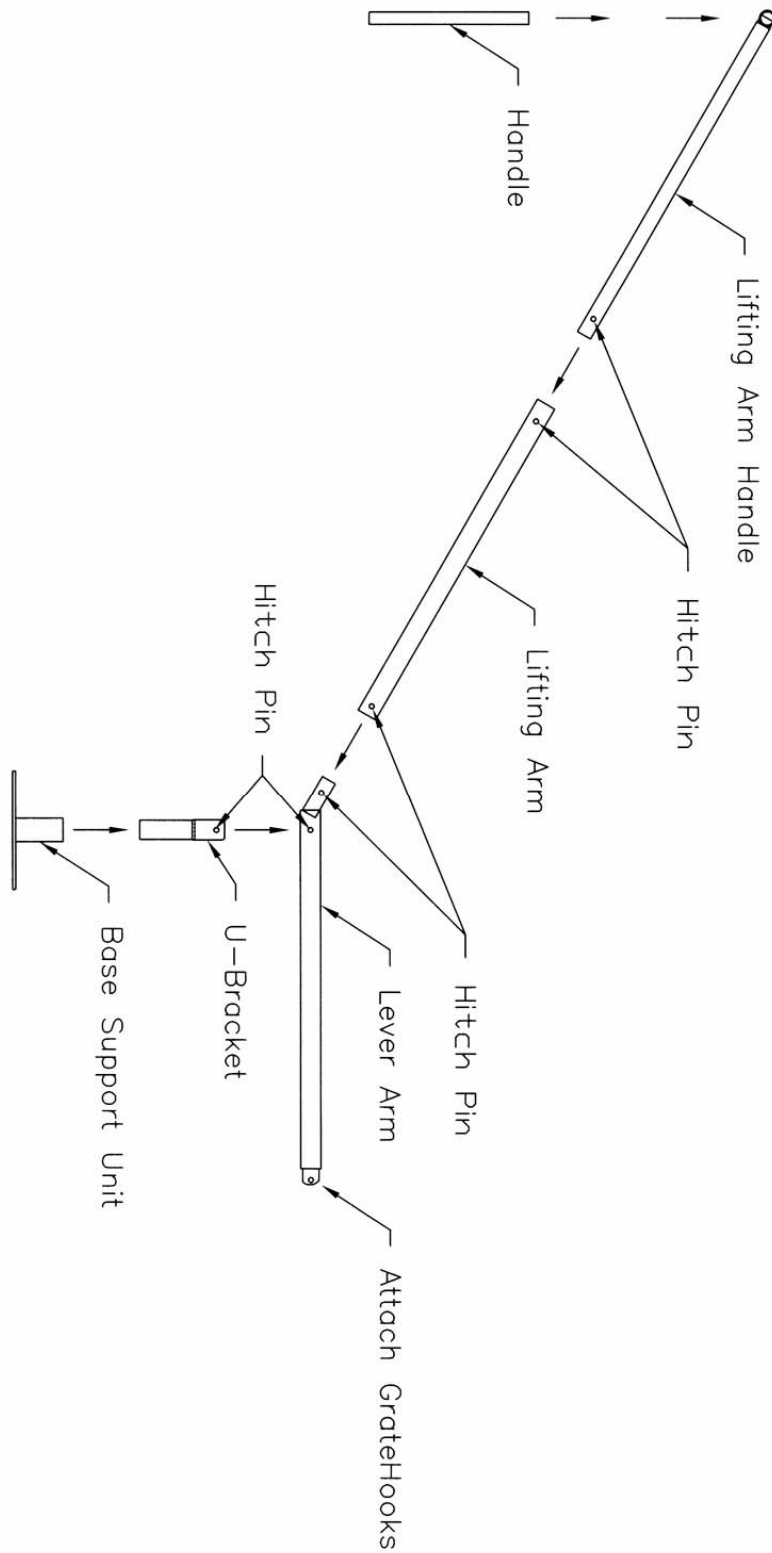 Handle
Lifting Arm Handle
Hitch Pin
Lifting Arm
Hitch Pin
Hitch Pin
Lever Arm
U-Bracket
Base Support Unit
Attach GrateHooks